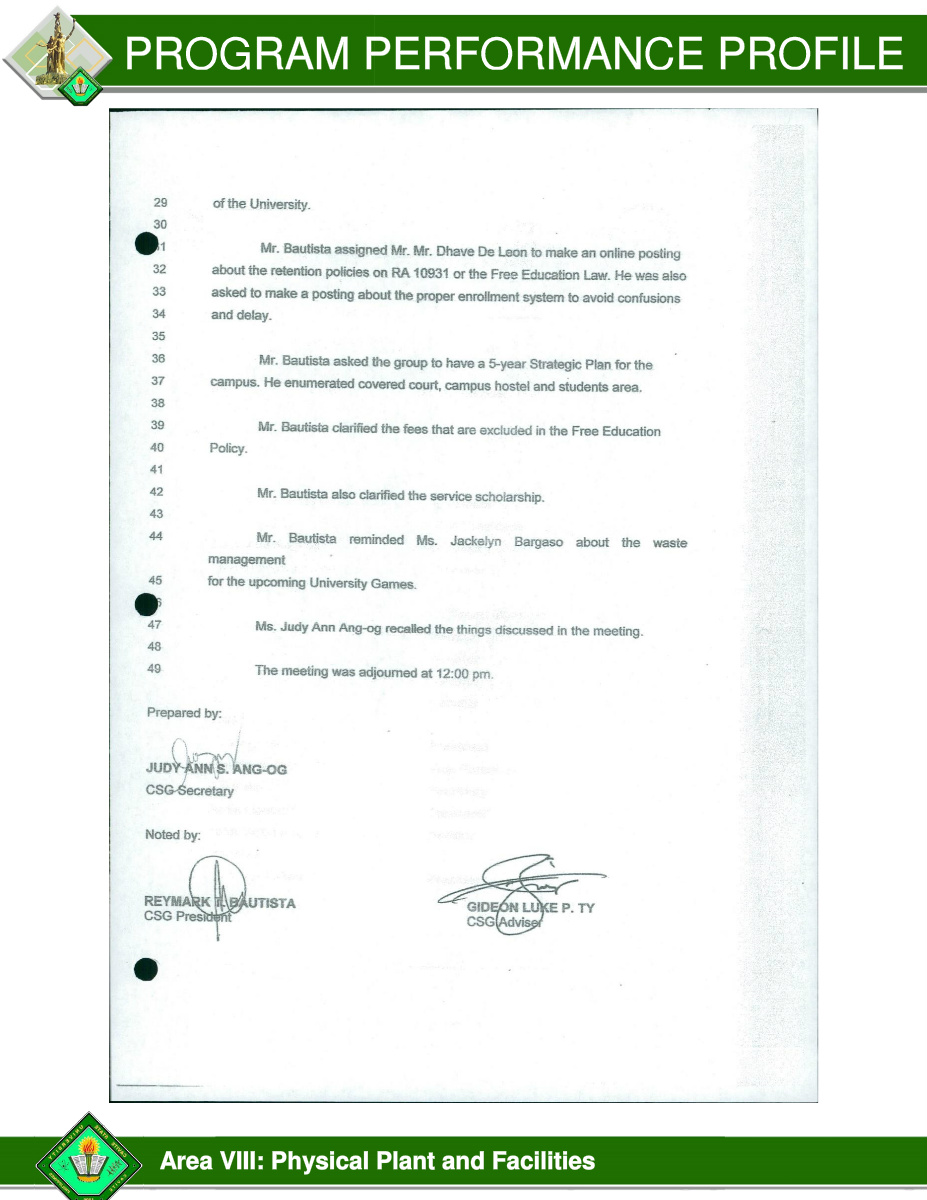 PROGRAM PERFORMANCE PROFILE
29 of the University.
30
31 Mr. Bautista assigned Mr. Mr. Dhave De Leon to make an online posting
32 about the retention policies on RA 10931 or the Free Education Law. He was also
33 asked to make a posting about the proper enrollment system to avoid confusions
34 and delay.
35
36 Mr. Bautista asked the group to have a 5-year Strategic Plan for the
37 campus. He enumerated covered court, campus hostel and students area.
38
39 Mr. Bautista clarified the fees that are excluded in the Free Education
40 Policy.
41
42 Mr. Bautista also clarified the service scholarship.
43
44 Mr. Bautista reminded Ms. Jackelyn Bargaso about the waste
management
45 for the upcoming University Games.
6
47 Ms. Judy Ann Ang-og recalled the things discussed in the meeting.
48
49 The meeting was adjourned at 12:00 pm.
Prepared by:
JUDY ANN S. ANG-OG
CSG Secretary
Noted by:
REYMARK T. BAUTISTA
CSG President
GIDEON LUKE P. TY
CSG Adviser
Area VIII: Physical Plant and Facilities